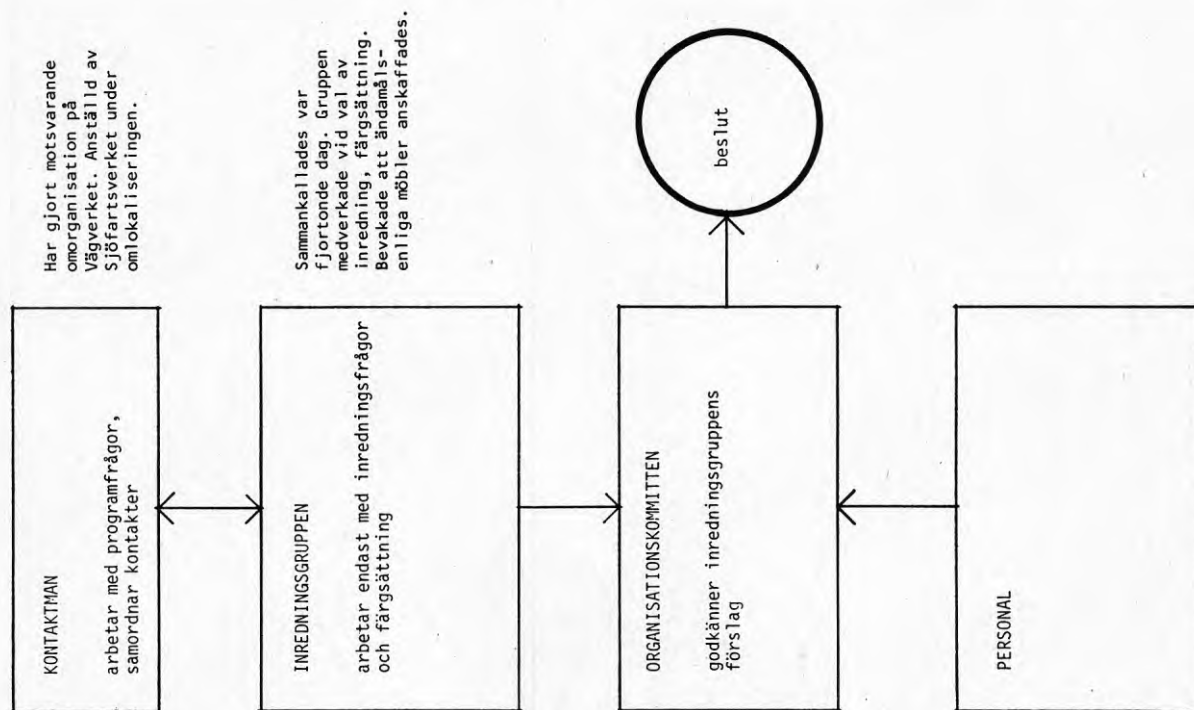 KONTAKTMAN
arbetar med programfrågor,
samordnar kontakter
Har gjort motsvarande
omorganisation på
Vägverket. Anställd av
Sjöfartsverket under
omlokaliseringen.
INREDNINGSGRUPPEN
arbetar endast med inredningsfrågor
och färgsättning
Sammankallades var
fjortonde dag. Gruppen
medverkade vid val av
inredning, färgsättning.
Bevakade att ändamåls-
enliga möbler anskaffades.
ORGANISATIONSKOMMITTEN
godkänner inredningsgruppens
förslag
beslut
PERSONAL